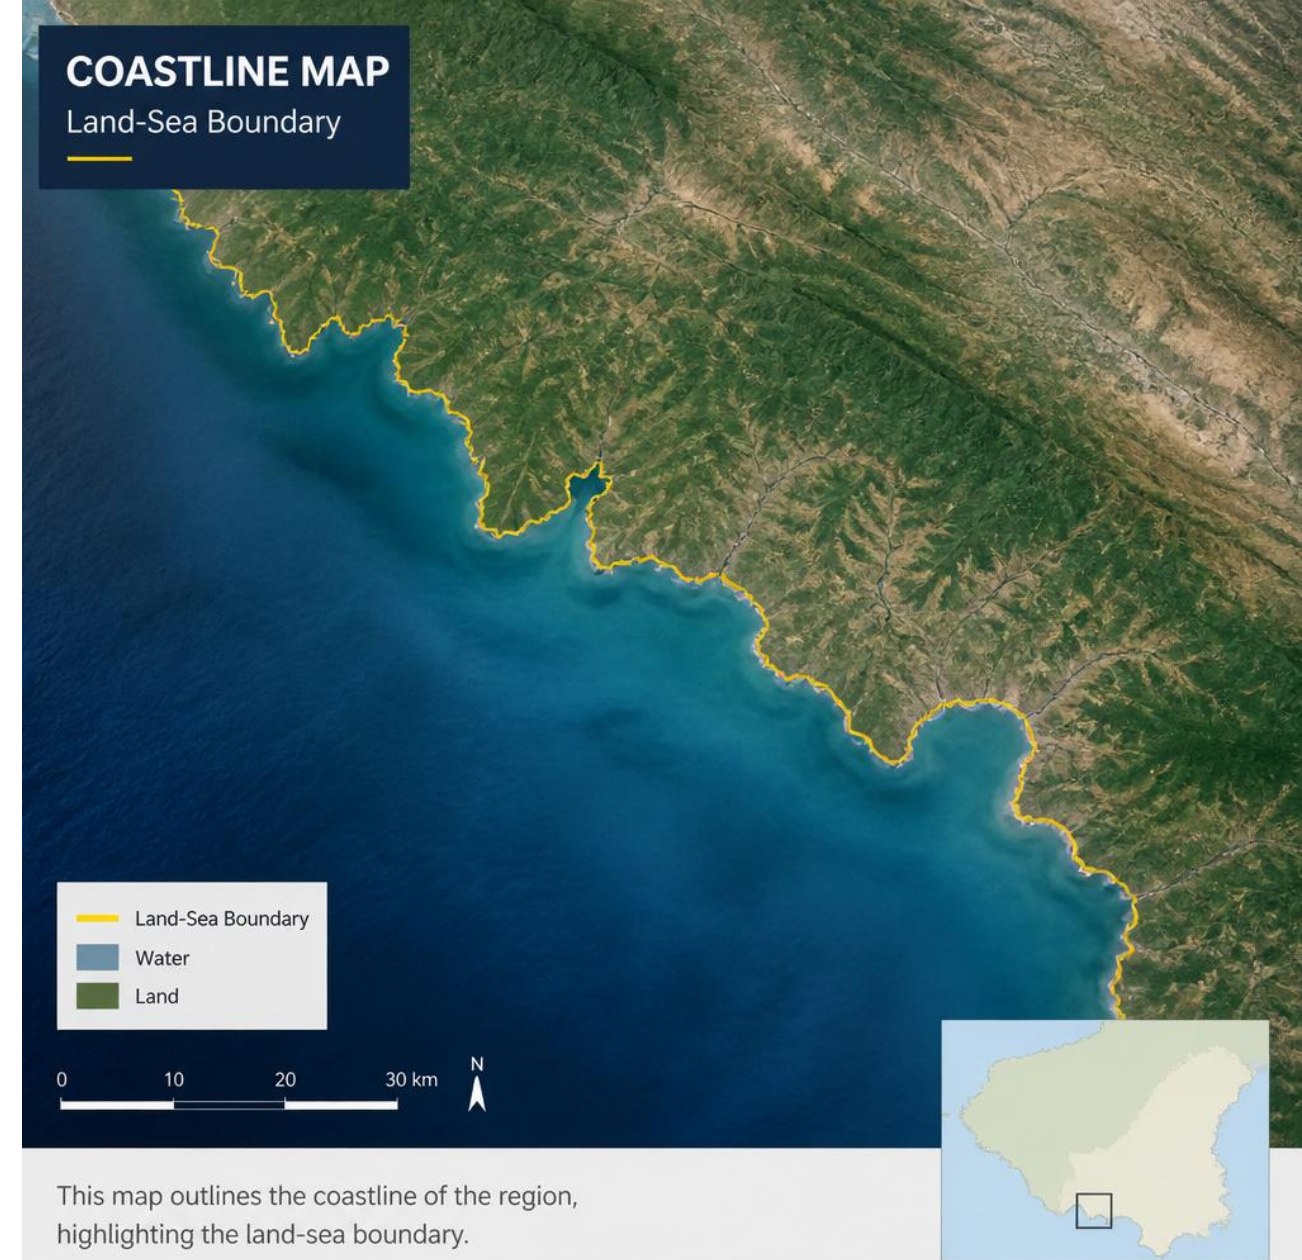 COASTLINE MAP
Land-Sea Boundary
Land-Sea Boundary
Water
Land
0 10 20 30 km
N
This map outlines the coastline of the region,
highlighting the land-sea boundary.